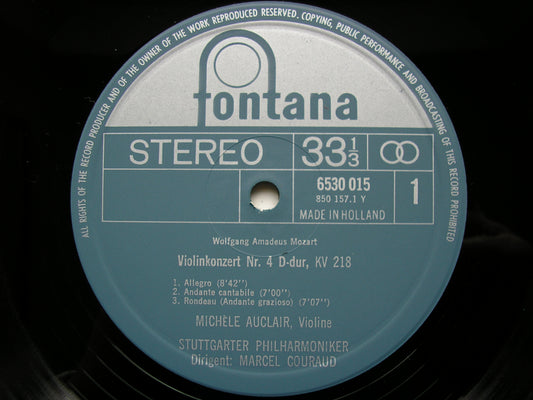 ALL RIGHTS OF THE RECORD PRODUCER AND OF THE OWNER OF THE WORK REPRODUCED RESERVED. COPYING, PUBLIC PERFORMANCE AND BROADCASTING OF THIS RECORD PROHIBITED
fontana
STEREO 33 1/3
6530 015
850 157.1 Y
MADE IN HOLLAND
1
Wolfgang Amadeus Mozart
Violinkonzert Nr. 4 D-dur, KV 218
1. Allegro (8'42'')
2. Andante cantabile (7'00'')
3. Rondeau (Andante grazioso) (7'07'')
MICHÈLE AUCLAIR, Violine
STUTTGARTER PHILHARMONIKER
Dirigent: MARCEL COURAUD